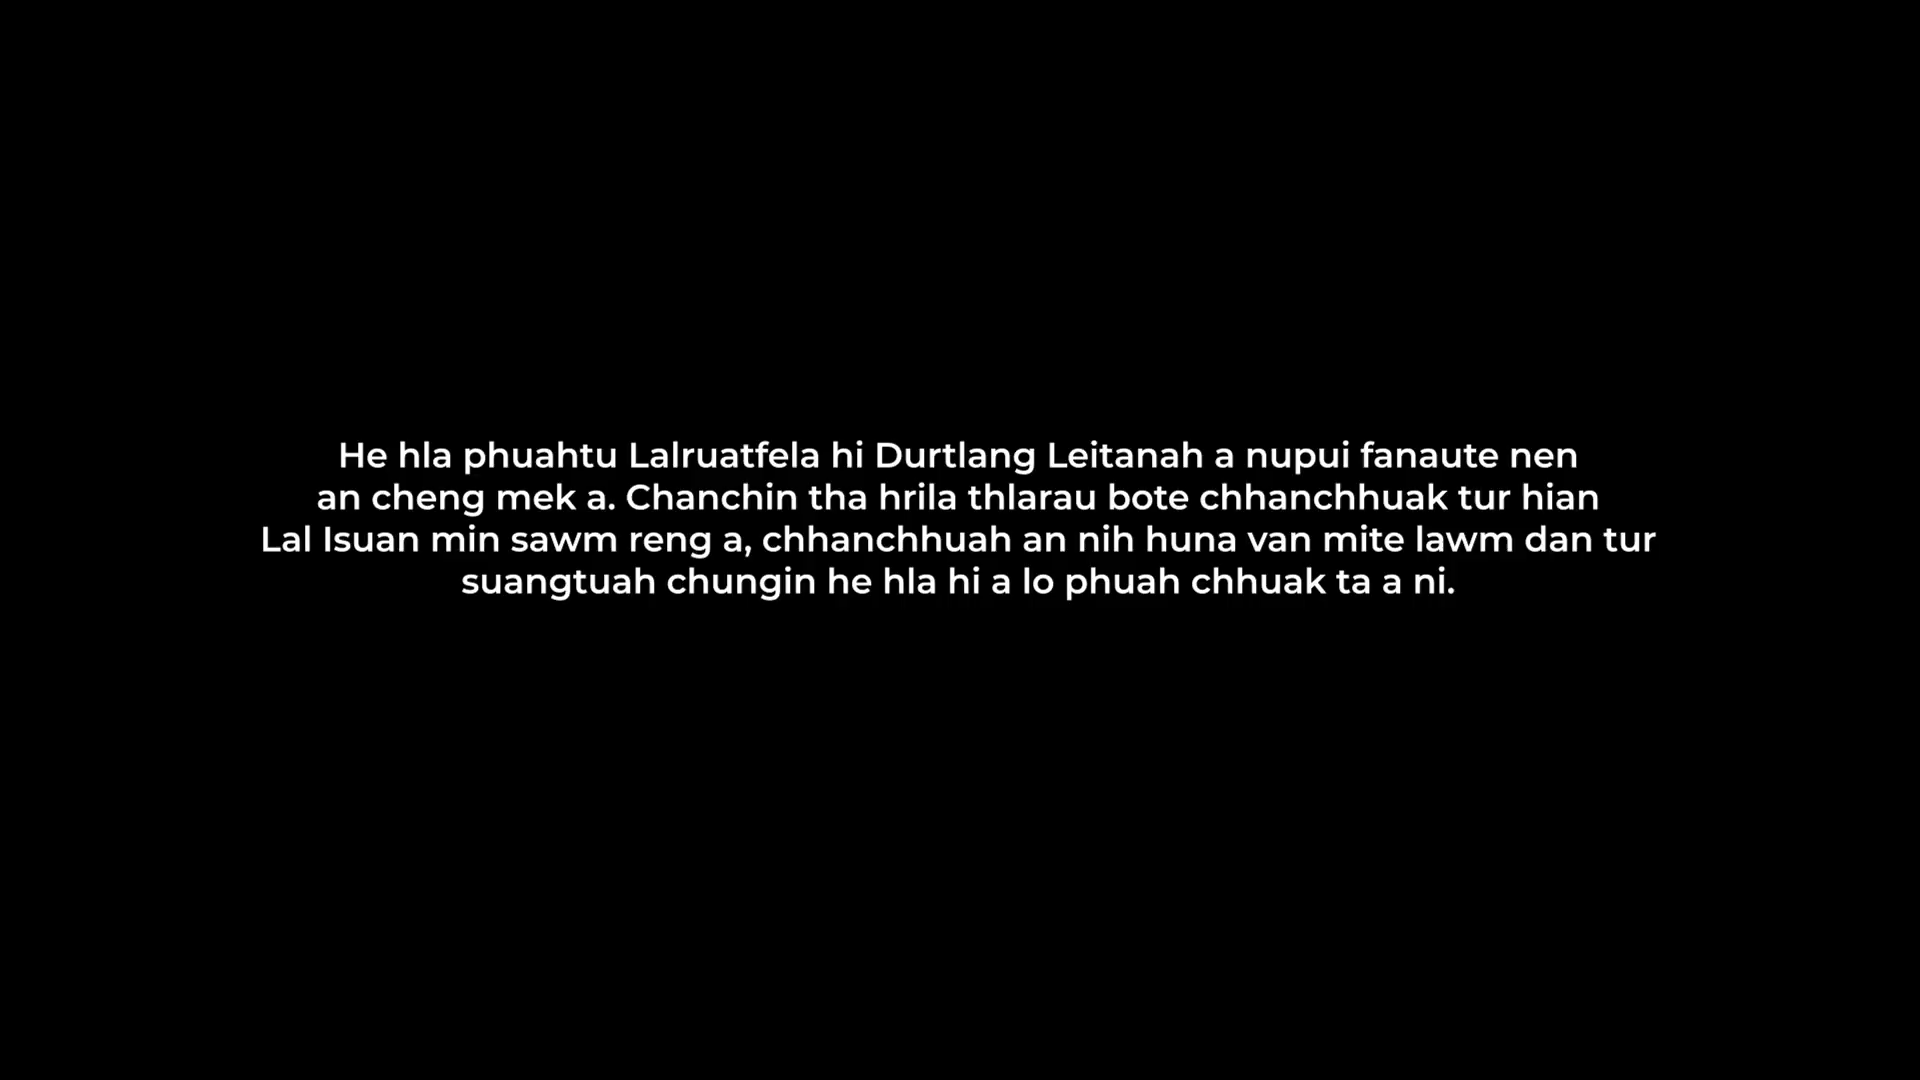 He hla phuahtu Lalruatfela hi Durtlang Leitanah a nupui fanaute nen
an cheng mek a. Chanchin tha hrila thlarau bote chhanchhuak tur hian
Lal Isuan min sawm reng a, chhanchhuah an nih huna van mite lawm dan tur
suangtuah chungin he hla hi a lo phuah chhuak ta a ni.